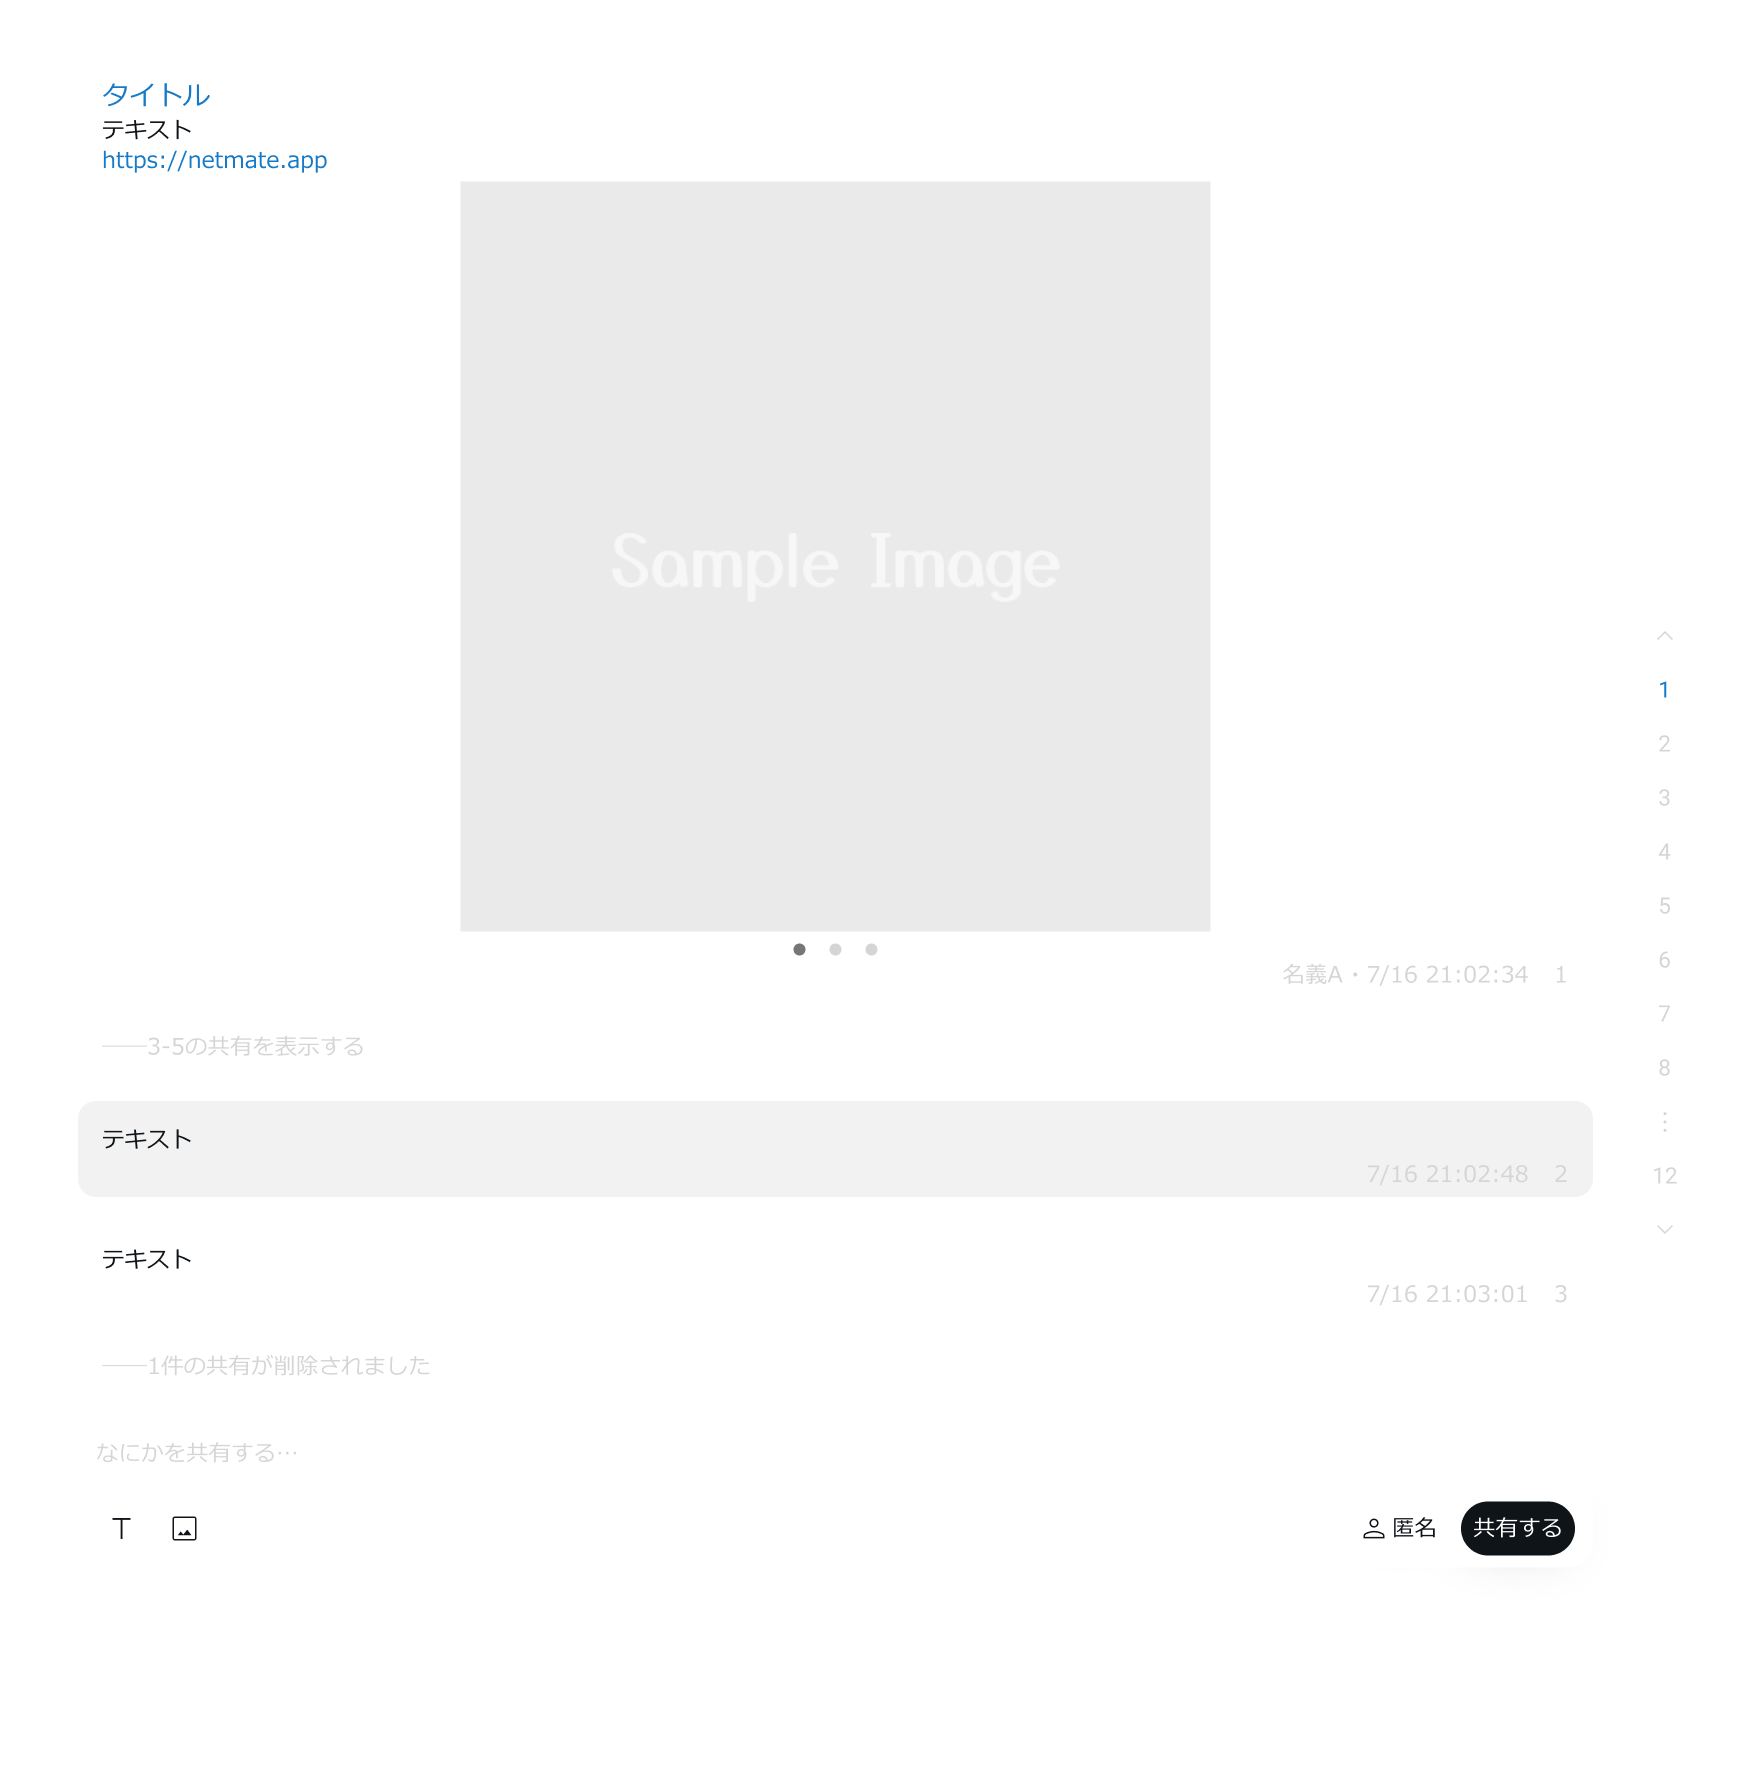 タイトル
テキスト
https://netmate.app
Sample Image
名義A・7/16 21:02:34 1
——3-5の共有を表示する
テキスト
7/16 21:02:48 2
テキスト
7/16 21:03:01 3
——1件の共有が削除されました
なにかを共有する…
T
匿名
共有する
1
2
3
4
5
6
7
8
⋮
12